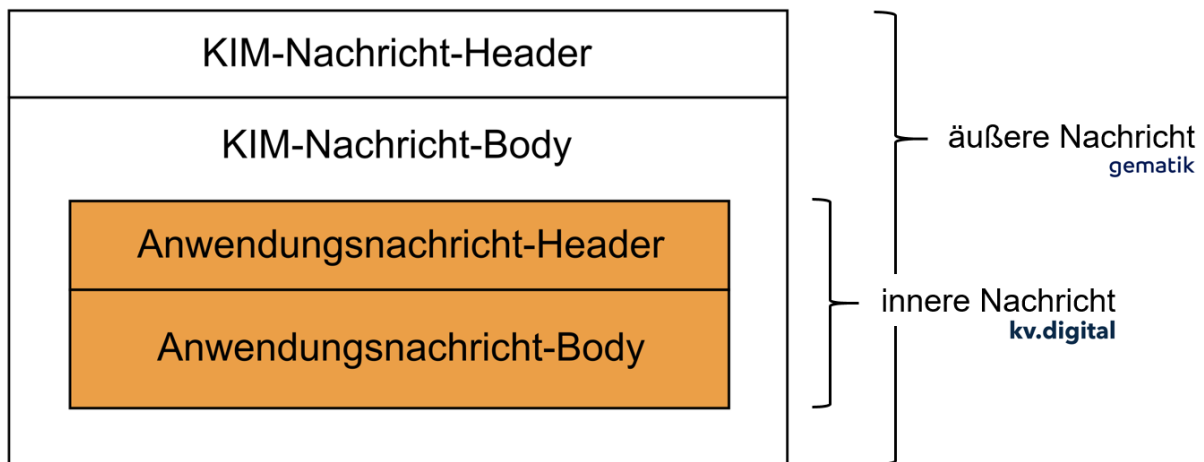 KIM-Nachricht-Header
KIM-Nachricht-Body
äußere Nachricht
gematik
Anwendungsnachricht-Header
innere Nachricht
kv.digital
Anwendungsnachricht-Body